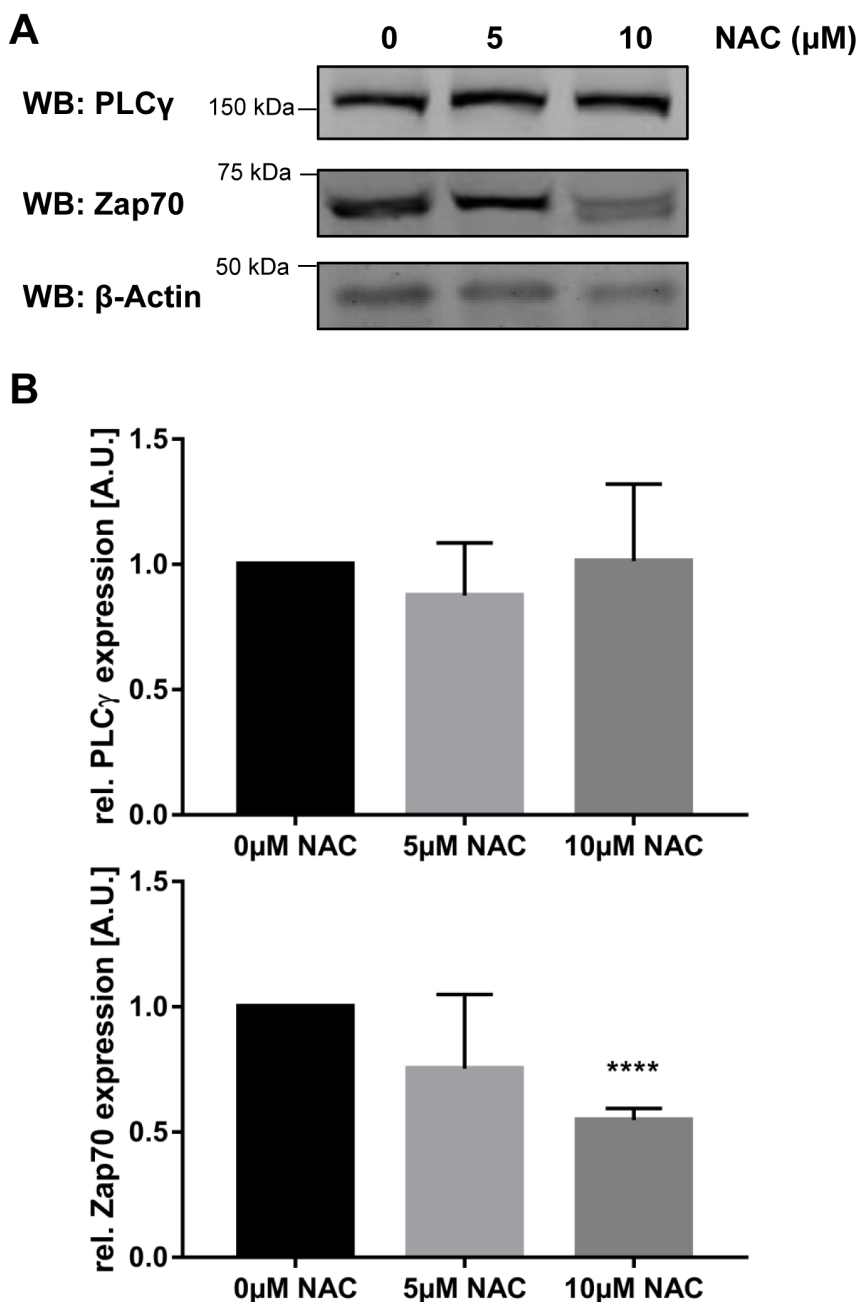 A
0 5 10 NAC (µM)
WB: PLCγ 150 kDa
75 kDa
WB: Zap70
50 kDa
WB: β-Actin
B
rel. PLCγ expression [A.U.]
1.5
1.0
0.5
0.0
0µM NAC 5µM NAC 10µM NAC
rel. Zap70 expression [A.U.]
1.5
1.0
****
0.5
0.0
0µM NAC 5µM NAC 10µM NAC